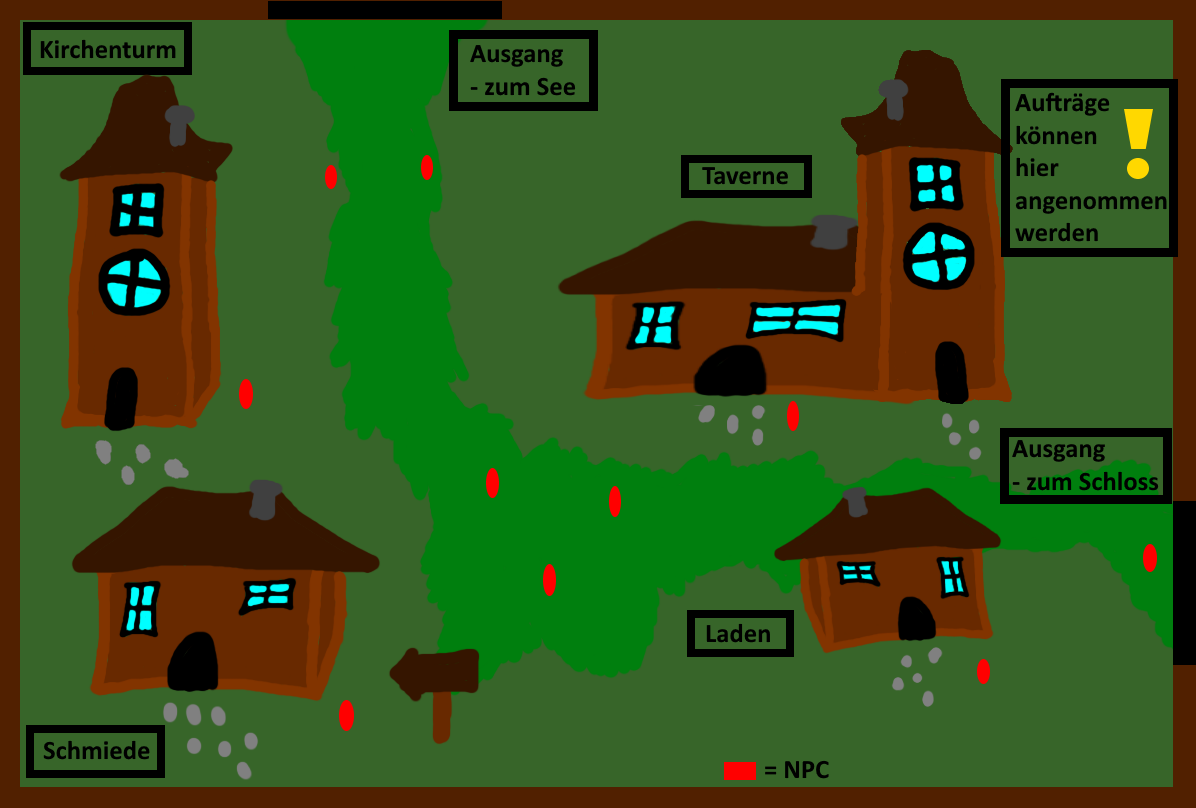 Kirchenturm
Ausgang
- zum See
Taverne
Aufträge
können
hier
angenommen
werden
!
Ausgang
- zum Schloss
Laden
Schmiede
= NPC